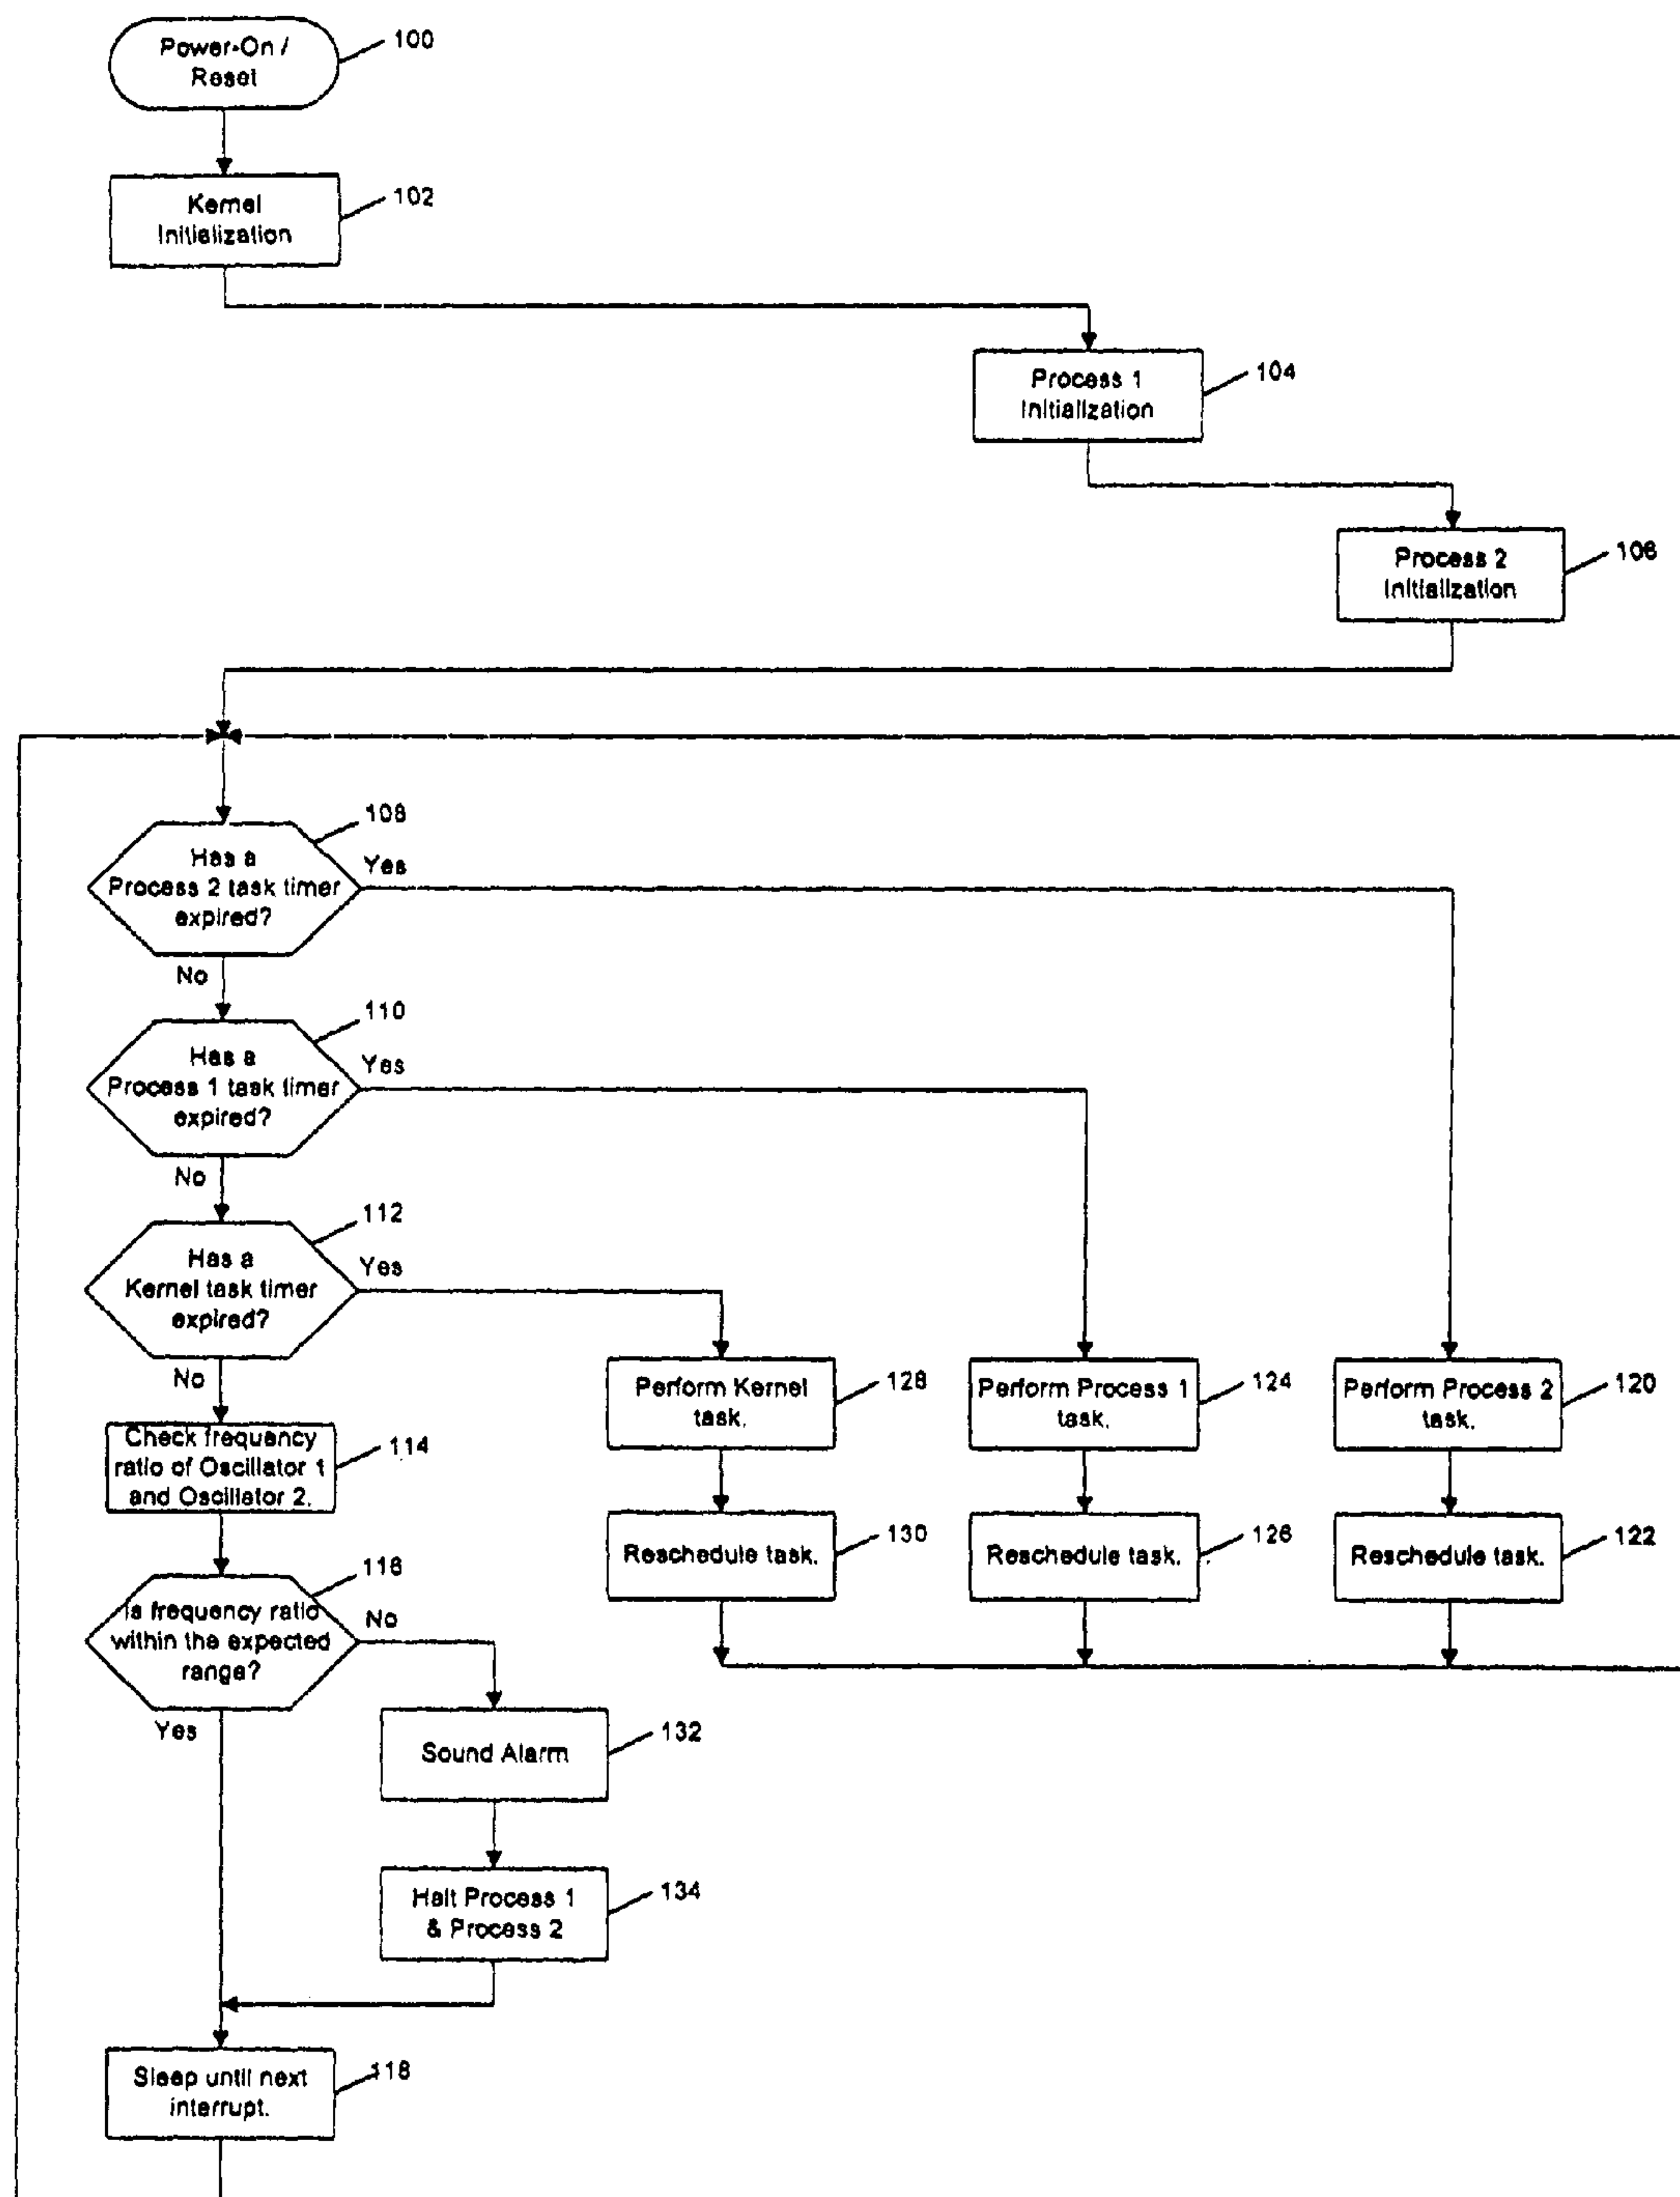 Power-On /
Reset
100
Kernel
Initialization
102
Process 1
Initialization
104
Process 2
Initialization
106
Has a
Process 2 task timer
expired?
108
Yes
No
Has a
Process 1 task timer
expired?
110
Yes
No
Has a
Kernel task timer
expired?
112
Yes
No
Perform Kernel
task.
128
Perform Process 1
task.
124
Perform Process 2
task.
120
Check frequency
ratio of Oscillator 1
and Oscillator 2.
114
Reschedule task.
130
Reschedule task.
126
Reschedule task.
122
Is frequency ratio
within the expected
range?
116
No
Yes
Sound Alarm
132
Halt Process 1
& Process 2
134
Sleep until next
interrupt.
118